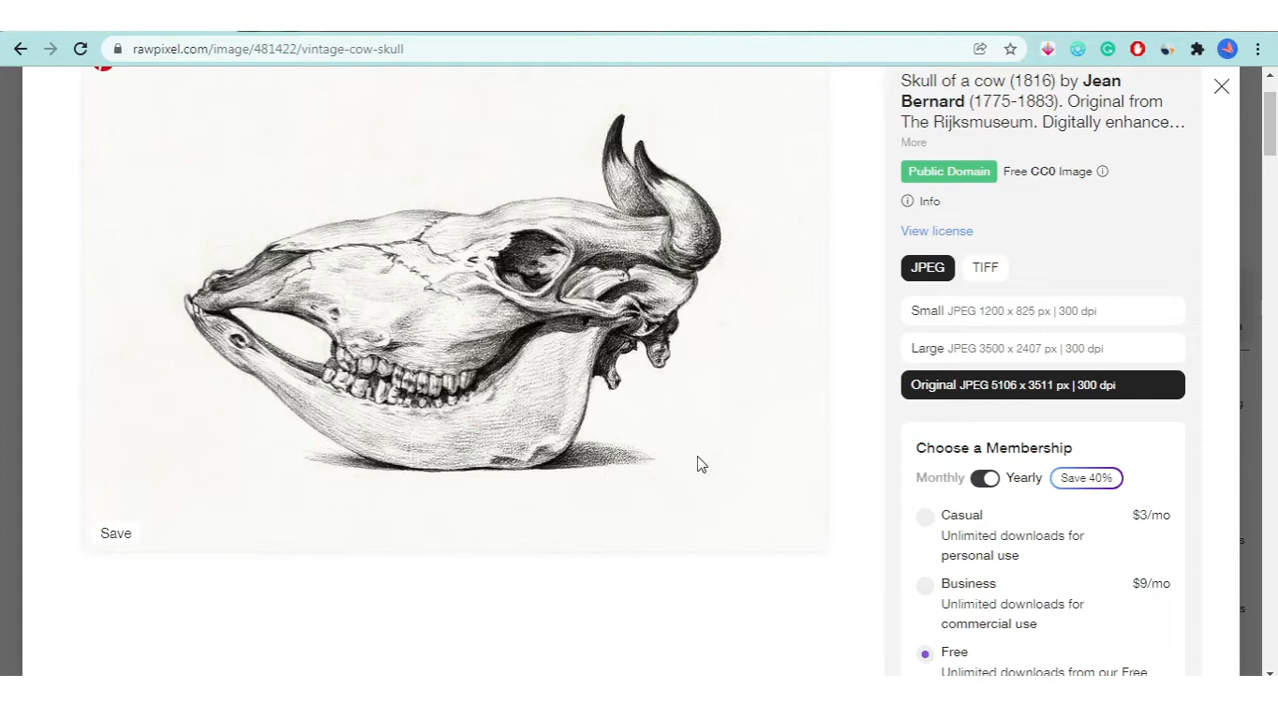 rawpixel.com/image/481422/vintage-cow-skull
Skull of a cow (1816) by Jean
Bernard (1775-1883). Original from
The Rijksmuseum. Digitally enhance…
More
Public Domain Free CC0 Image
Info
View license
JPEG TIFF
Small JPEG 1200 x 825 px | 300 dpi
Large JPEG 3500 x 2407 px | 300 dpi
Original JPEG 5106 x 3511 px | 300 dpi
Choose a Membership
Monthly Yearly Save 40%
Casual $3/mo
Unlimited downloads for
personal use
Business $9/mo
Unlimited downloads for
commercial use
Free
Unlimited downloads from our Free
Save